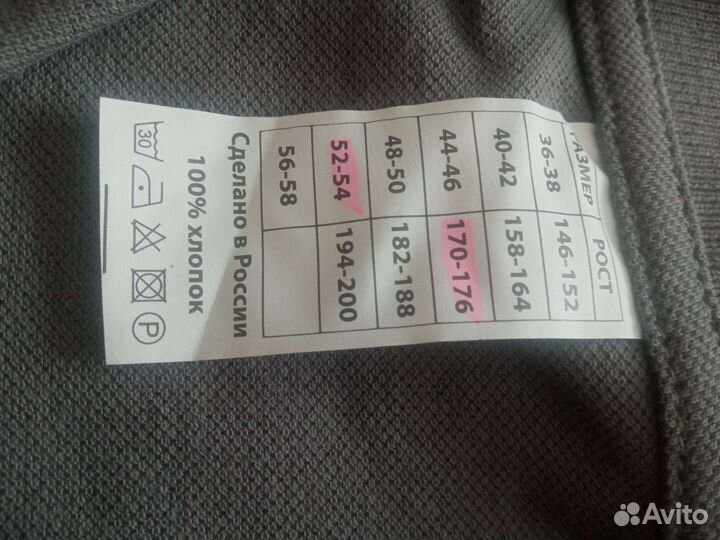 РАЗМЕР РОСТ
36-38 146-152
40-42 158-164
44-46 170-176
48-50 182-188
52-54 194-200
56-58
Сделано в России
100% хлопок
30 P
Avito